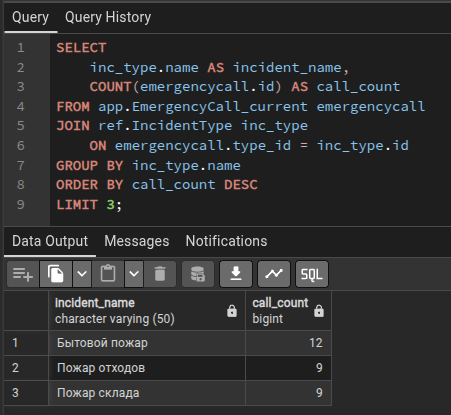 Query Query History
1 SELECT
2 inc_type.name AS incident_name,
3 COUNT(emergencycall.id) AS call_count
4 FROM app.EmergencyCall_current emergencycall
5 JOIN ref.IncidentType inc_type
6 ON emergencycall.type_id = inc_type.id
7 GROUP BY inc_type.name
8 ORDER BY call_count DESC
9 LIMIT 3;
Data Output Messages Notifications
SQL
incident_name call_count
character varying (50) bigint
1 Бытовой пожар 12
2 Пожар отходов 9
3 Пожар склада 9